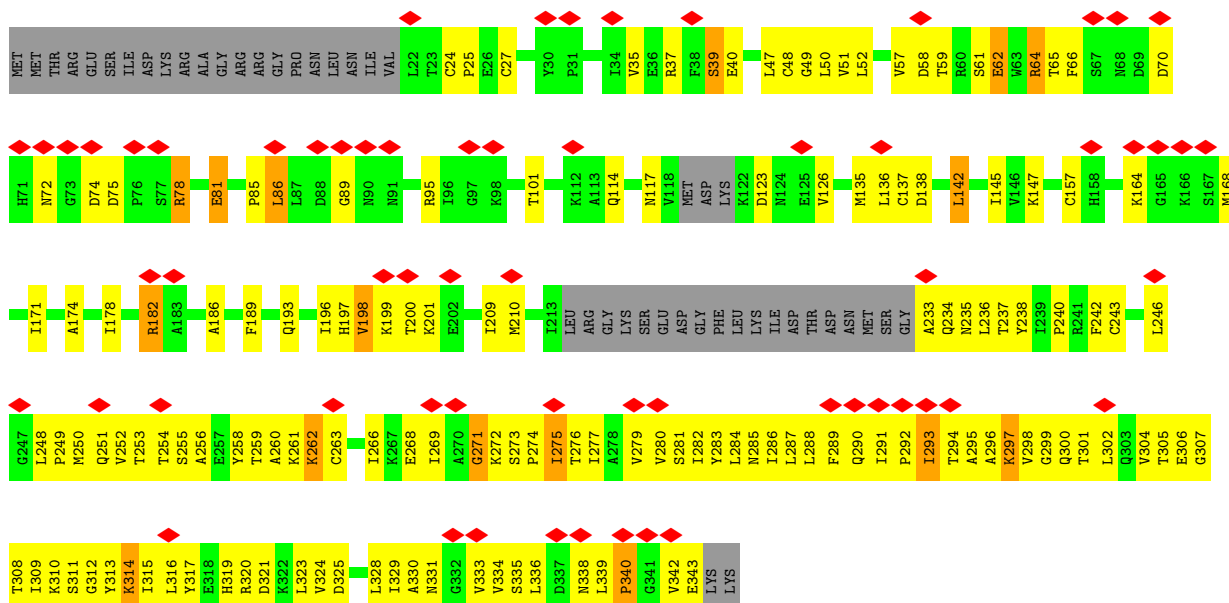 MET MET THR ARG GLU SER ILE ASP LYS ARG ALA GLY ARG ARG GLY PRO ASN LEU ASN ILE VAL L22 T23 C24 P25 E26 C27 Y30 P31 I34 V35 E36 R37 F38 S39 E40 L47 C48 G49 L50 V51 L52 V57 D58 T59 R60 S61 E62 W63 R64 T65 F66 S67 N68 D69 D70
H71 N72 G73 D74 D75 P76 S77 R78 E81 P85 L86 L87 D88 G89 N90 N91 R95 I96 G97 K98 T101 K112 A113 Q114 N117 V118 MET ASP LYS K122 D123 N124 E125 V126 M135 L136 C137 D138 L142 I145 V146 K147 C157 H158 K164 G165 K166 S167 M168
I171 A174 I178 R182 A183 A186 F189 Q193 I196 H197 V198 K199 T200 K201 E202 I209 M210 I213 LEU ARG GLY LYS SER GLU ASP GLY PHE LEU LYS ILE ASP THR ASP ASN MET SER GLY A233 Q234 N235 L236 T237 Y238 I239 P240 R241 F242 C243 L246
G247 L248 P249 M250 Q251 V252 T253 T254 S255 A256 E257 Y258 T259 A260 K261 K262 C263 I266 K267 E268 I269 A270 G271 K272 S273 P274 I275 T276 I277 A278 V279 V280 S281 I282 Y283 L284 N285 I286 L287 L288 F289 Q290 I291 P292 I293 T294 A295 A296 K297 V298 G299 Q300 T301 L302 Q303 V304 T305 E306 G307
T308 I309 K310 S311 G312 Y313 K314 I315 L316 Y317 E318 H319 R320 D321 K322 L323 V324 D325 L328 I329 A330 N331 G332 V333 V334 S335 L336 D337 N338 L339 P340 G341 V342 E343 LYS LYS